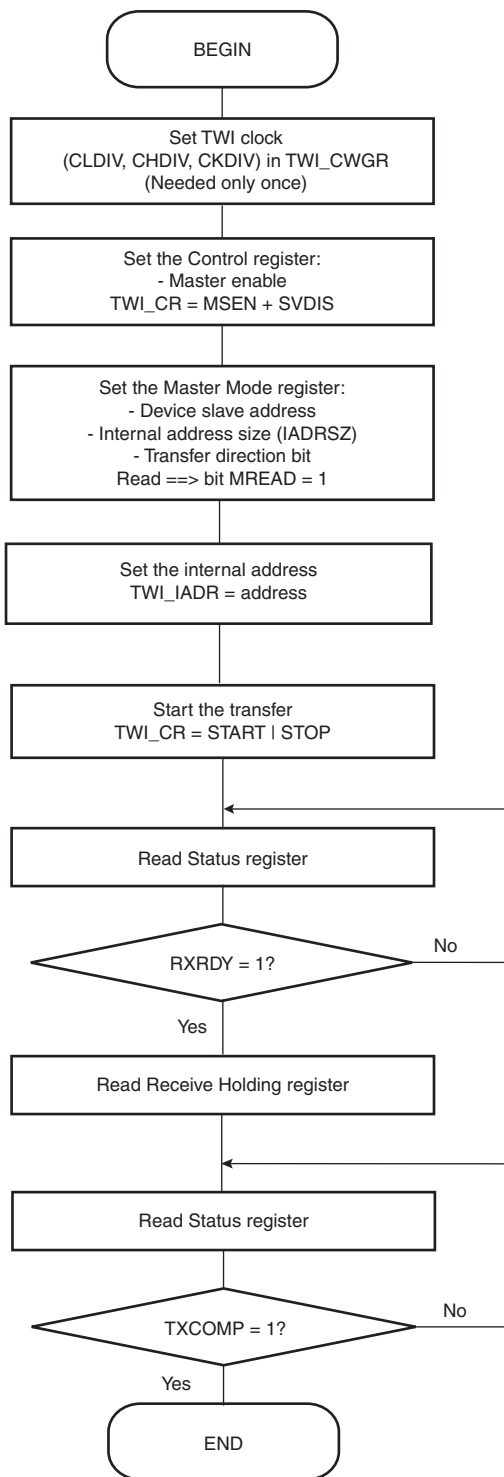 BEGIN
Set TWI clock
(CLDIV, CHDIV, CKDIV) in TWI_CWGR
(Needed only once)
Set the Control register:
- Master enable
TWI_CR = MSEN + SVDIS
Set the Master Mode register:
- Device slave address
- Internal address size (IADRSZ)
- Transfer direction bit
Read ==> bit MREAD = 1
Set the internal address
TWI_IADR = address
Start the transfer
TWI_CR = START | STOP
Read Status register
RXRDY = 1?
No
Yes
Read Receive Holding register
Read Status register
TXCOMP = 1?
No
Yes
END